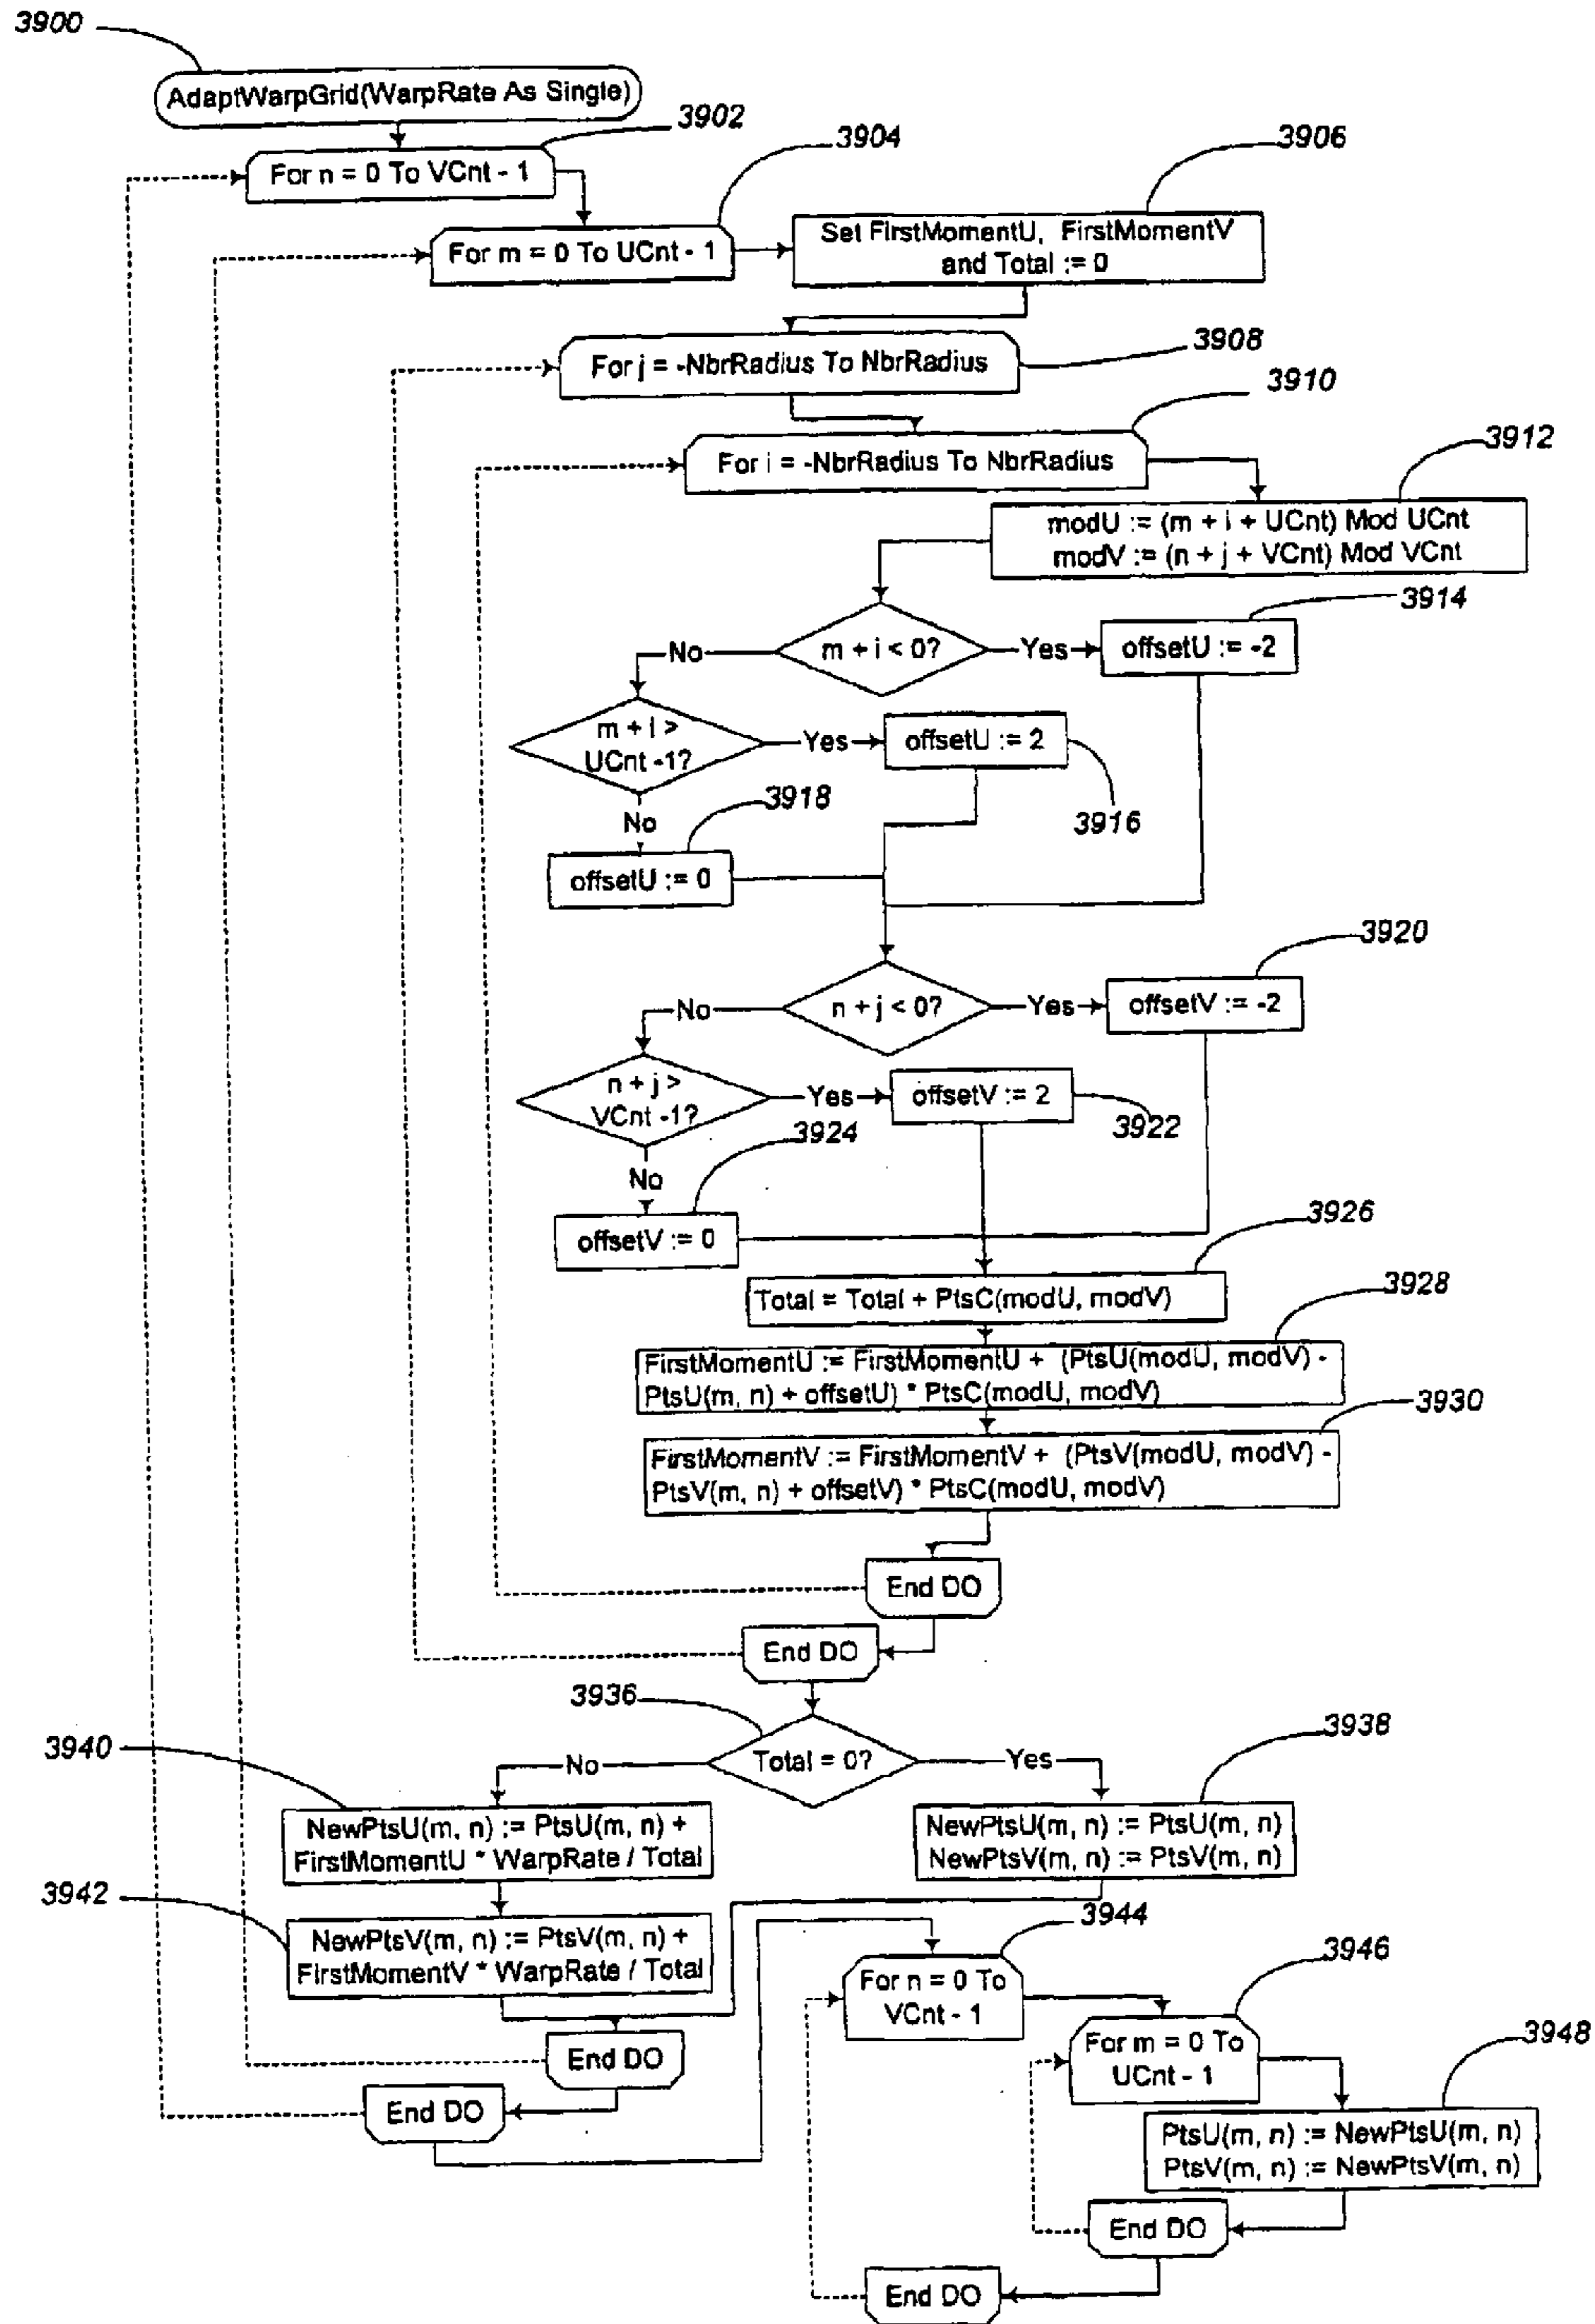 3900
AdaptWarpGrid(WarpRate As Single)
3902
For n = 0 To VCnt - 1
3904
For m = 0 To UCnt - 1
3906
Set FirstMomentU, FirstMomentV
and Total := 0
3908
For j = -NbrRadius To NbrRadius
3910
For i = -NbrRadius To NbrRadius
3912
modU := (m + i + UCnt) Mod UCnt
modV := (n + j + VCnt) Mod VCnt
3914
m + i < 0?
Yes
offsetU := -2
No
m + i >
UCnt -1?
Yes
offsetU := 2
3916
No
3918
offsetU := 0
3920
n + j < 0?
Yes
offsetV := -2
No
n + j >
VCnt -1?
Yes
offsetV := 2
3922
No
3924
offsetV := 0
3926
Total = Total + PtsC(modU, modV)
3928
FirstMomentU := FirstMomentU + (PtsU(modU, modV) -
PtsU(m, n) + offsetU) * PtsC(modU, modV)
3930
FirstMomentV := FirstMomentV + (PtsV(modU, modV) -
PtsV(m, n) + offsetV) * PtsC(modU, modV)
End DO
End DO
3936
Total = 0?
No
Yes
3938
3940
NewPtsU(m, n) := PtsU(m, n) +
FirstMomentU * WarpRate / Total
NewPtsU(m, n) := PtsU(m, n)
NewPtsV(m, n) := PtsV(m, n)
3942
NewPtsV(m, n) := PtsV(m, n) +
FirstMomentV * WarpRate / Total
3944
For n = 0 To
VCnt - 1
3946
For m = 0 To
UCnt - 1
3948
End DO
End DO
PtsU(m, n) := NewPtsU(m, n)
PtsV(m, n) := NewPtsV(m, n)
End DO
End DO